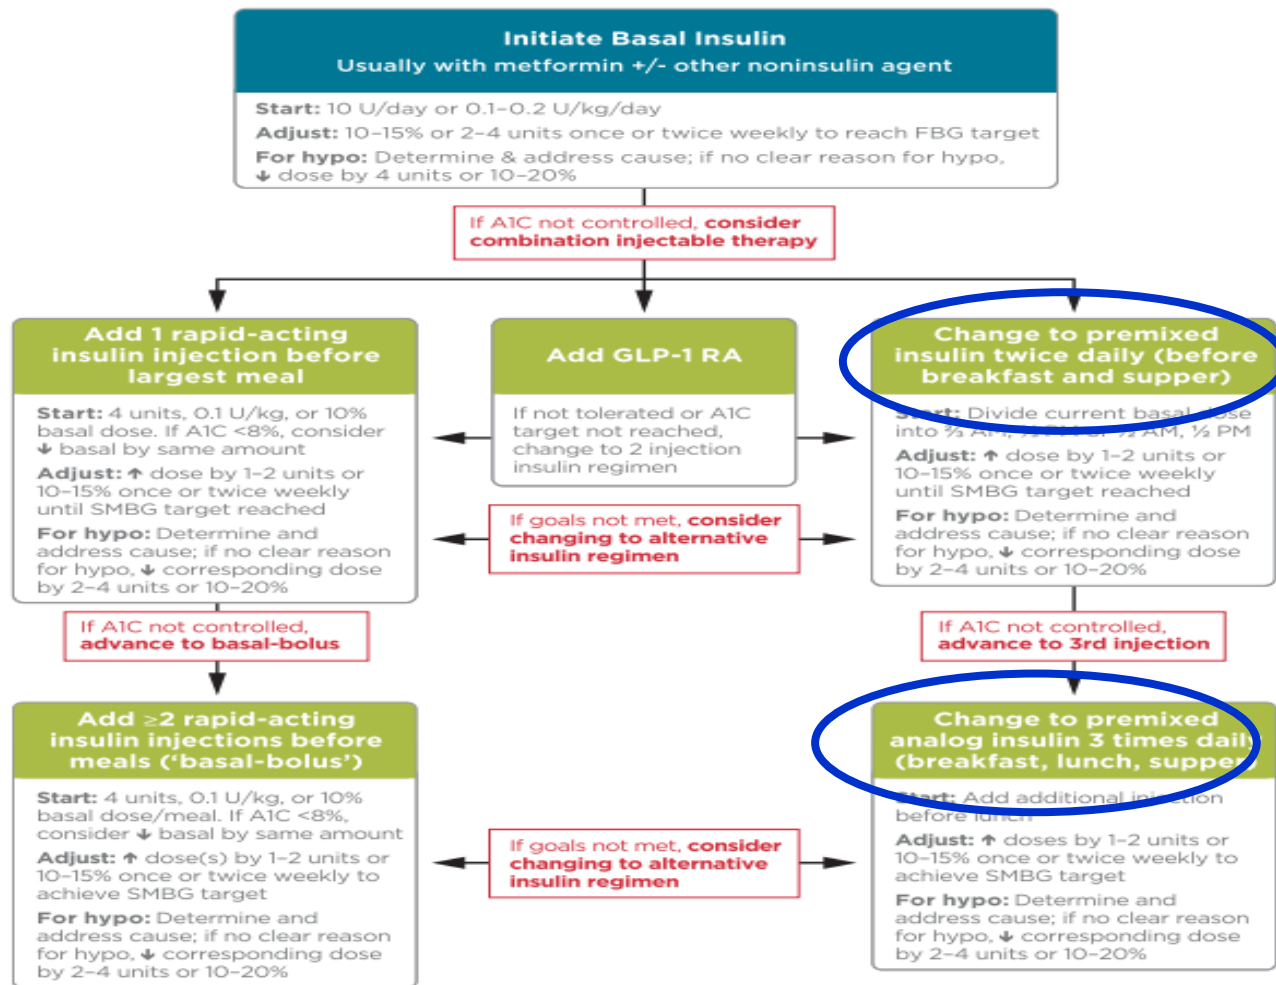 Initiate Basal Insulin
Usually with metformin +/- other noninsulin agent
Start: 10 U/day or 0.1–0.2 U/kg/day
Adjust: 10–15% or 2–4 units once or twice weekly to reach FBG target
For hypo: Determine & address cause; if no clear reason for hypo,
↓ dose by 4 units or 10–20%
If A1C not controlled, consider
combination injectable therapy
Add 1 rapid-acting
insulin injection before
largest meal
Start: 4 units, 0.1 U/kg, or 10%
basal dose. If A1C <8%, consider
↓ basal by same amount
Adjust: ↑ dose by 1–2 units or
10–15% once or twice weekly
until SMBG target reached
For hypo: Determine and
address cause; if no clear reason
for hypo, ↓ corresponding dose
by 2–4 units or 10–20%
Add GLP-1 RA
If not tolerated or A1C
target not reached,
change to 2 injection
insulin regimen
Change to premixed
insulin twice daily (before
breakfast and supper)
Start: Divide current basal dose
into ⅔ AM, ⅓ PM or ½ AM, ½ PM
Adjust: ↑ dose by 1–2 units or
10–15% once or twice weekly
until SMBG target reached
For hypo: Determine and
address cause; if no clear reason
for hypo, ↓ corresponding dose
by 2–4 units or 10–20%
If goals not met, consider
changing to alternative
insulin regimen
If A1C not controlled,
advance to basal-bolus
If A1C not controlled,
advance to 3rd injection
Add ≥2 rapid-acting
insulin injections before
meals (‘basal-bolus’)
Start: 4 units, 0.1 U/kg, or 10%
basal dose/meal. If A1C <8%,
consider ↓ basal by same amount
Adjust: ↑ dose(s) by 1–2 units or
10–15% once or twice weekly to
achieve SMBG target
For hypo: Determine and
address cause; if no clear reason
for hypo, ↓ corresponding dose
by 2–4 units or 10–20%
If goals not met, consider
changing to alternative
insulin regimen
Change to premixed
analog insulin 3 times daily
(breakfast, lunch, supper)
Start: Add additional injection
before lunch
Adjust: ↑ doses by 1–2 units or
10–15% once or twice weekly to
achieve SMBG target
For hypo: Determine and
address cause; if no clear reason
for hypo, ↓ corresponding dose
by 2–4 units or 10–20%